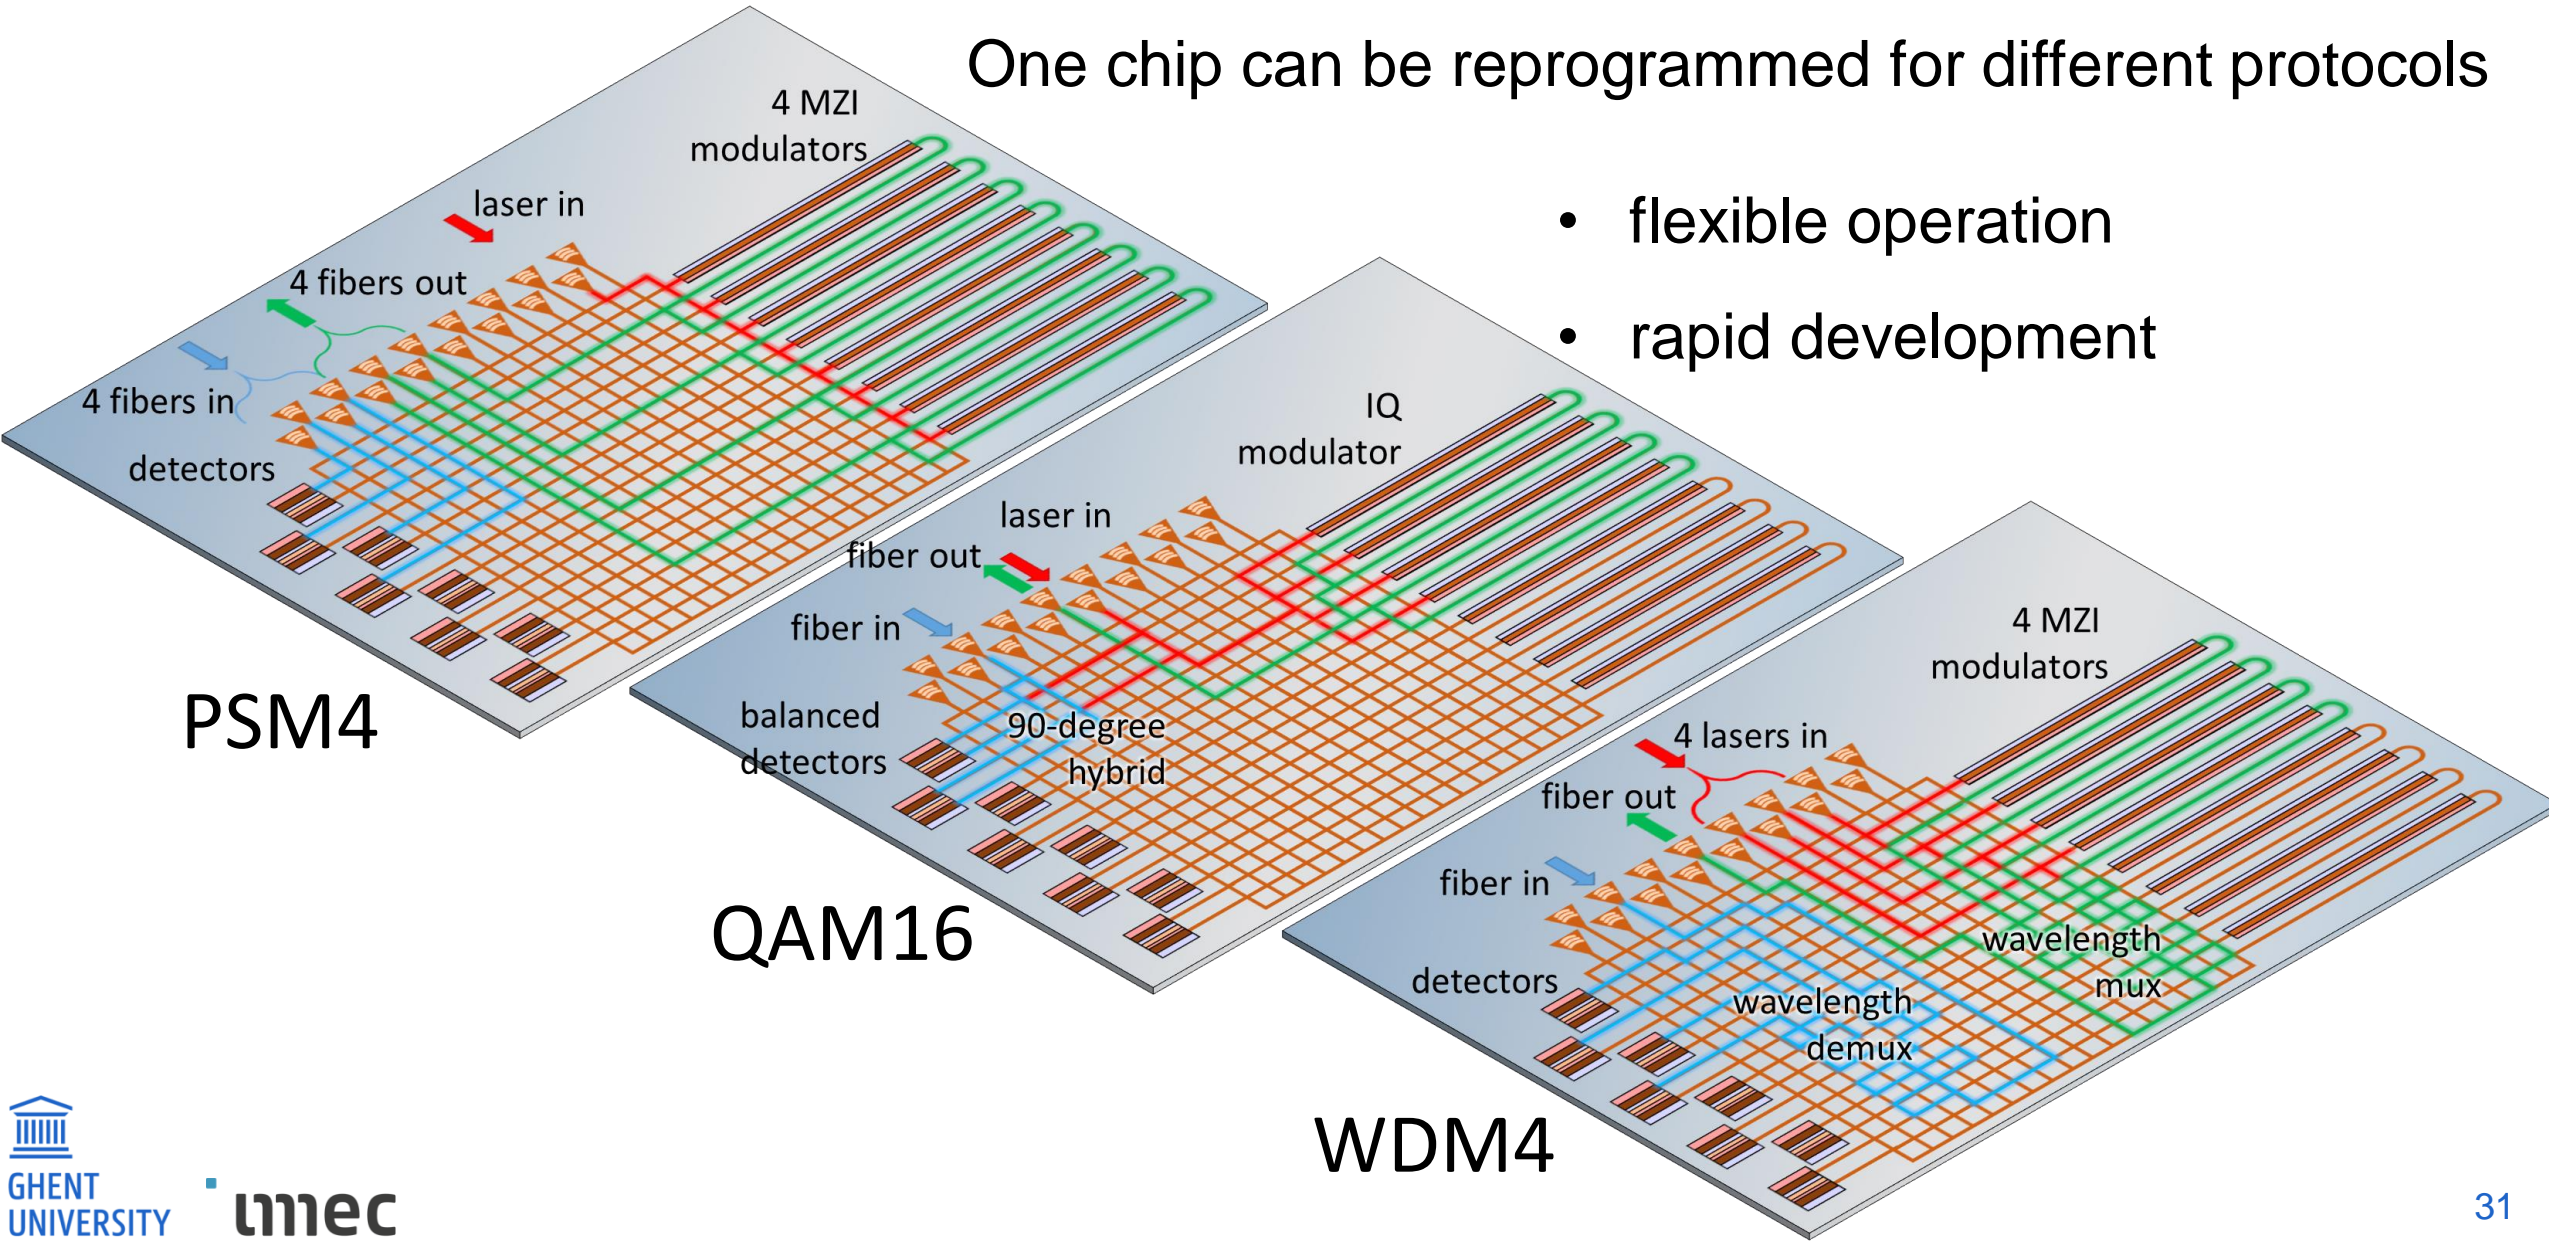 One chip can be reprogrammed for different protocols
• flexible operation
• rapid development
4 MZI
modulators
laser in
4 fibers out
4 fibers in
detectors
PSM4
IQ
modulator
laser in
fiber out
fiber in
balanced
detectors
90-degree
hybrid
QAM16
4 MZI
modulators
4 lasers in
fiber out
fiber in
detectors
wavelength
mux
wavelength
demux
WDM4
GHENT
UNIVERSITY
imec
31